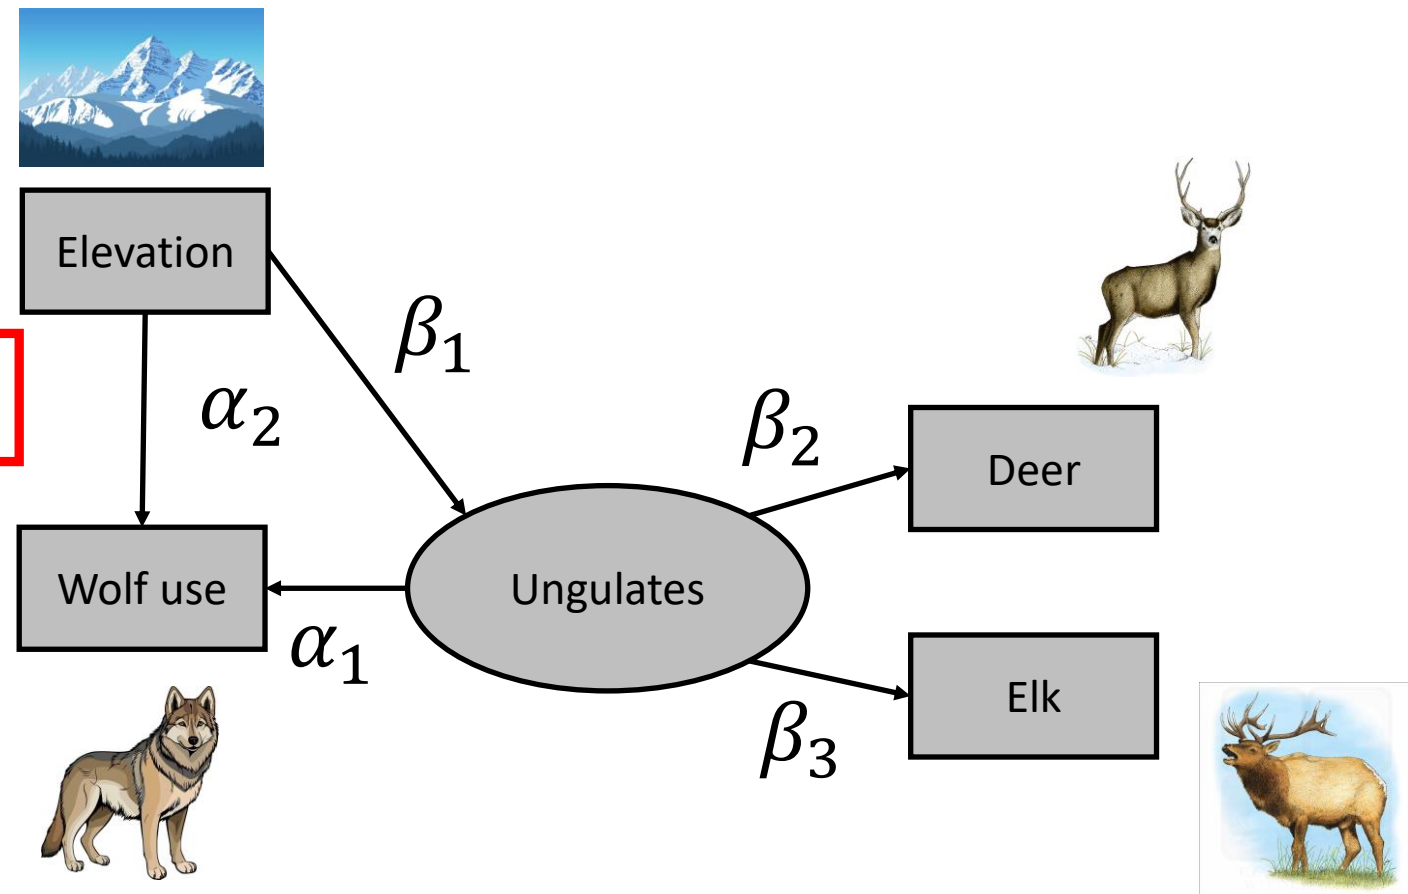 Elevation
β₁
α₂
β₂
Deer
Wolf use
Ungulates
α₁
Elk
β₃